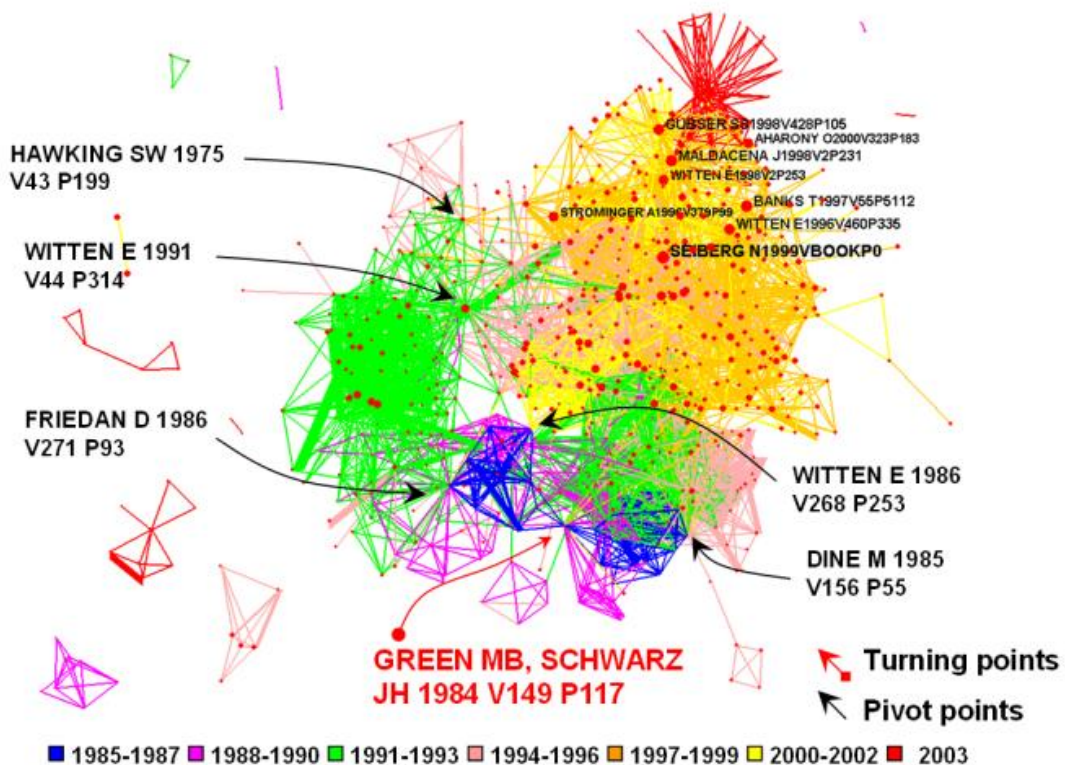 GUBSER SB1998V428P105
AHARONY O2000V323P183
HAWKING SW 1975
V43 P199
MALDACENA J1998V2P231
WITTEN E1998V2P253
BANKS T1997V55P5112
STROMINGER A1996V379P99
WITTEN E1996V460P335
WITTEN E 1991
V44 P314
SEIBERG N1999VBOOKP0
FRIEDAN D 1986
V271 P93
WITTEN E 1986
V268 P253
DINE M 1985
V156 P55
GREEN MB, SCHWARZ
JH 1984 V149 P117
Turning points
Pivot points
1985-1987 1988-1990 1991-1993 1994-1996 1997-1999 2000-2002 2003